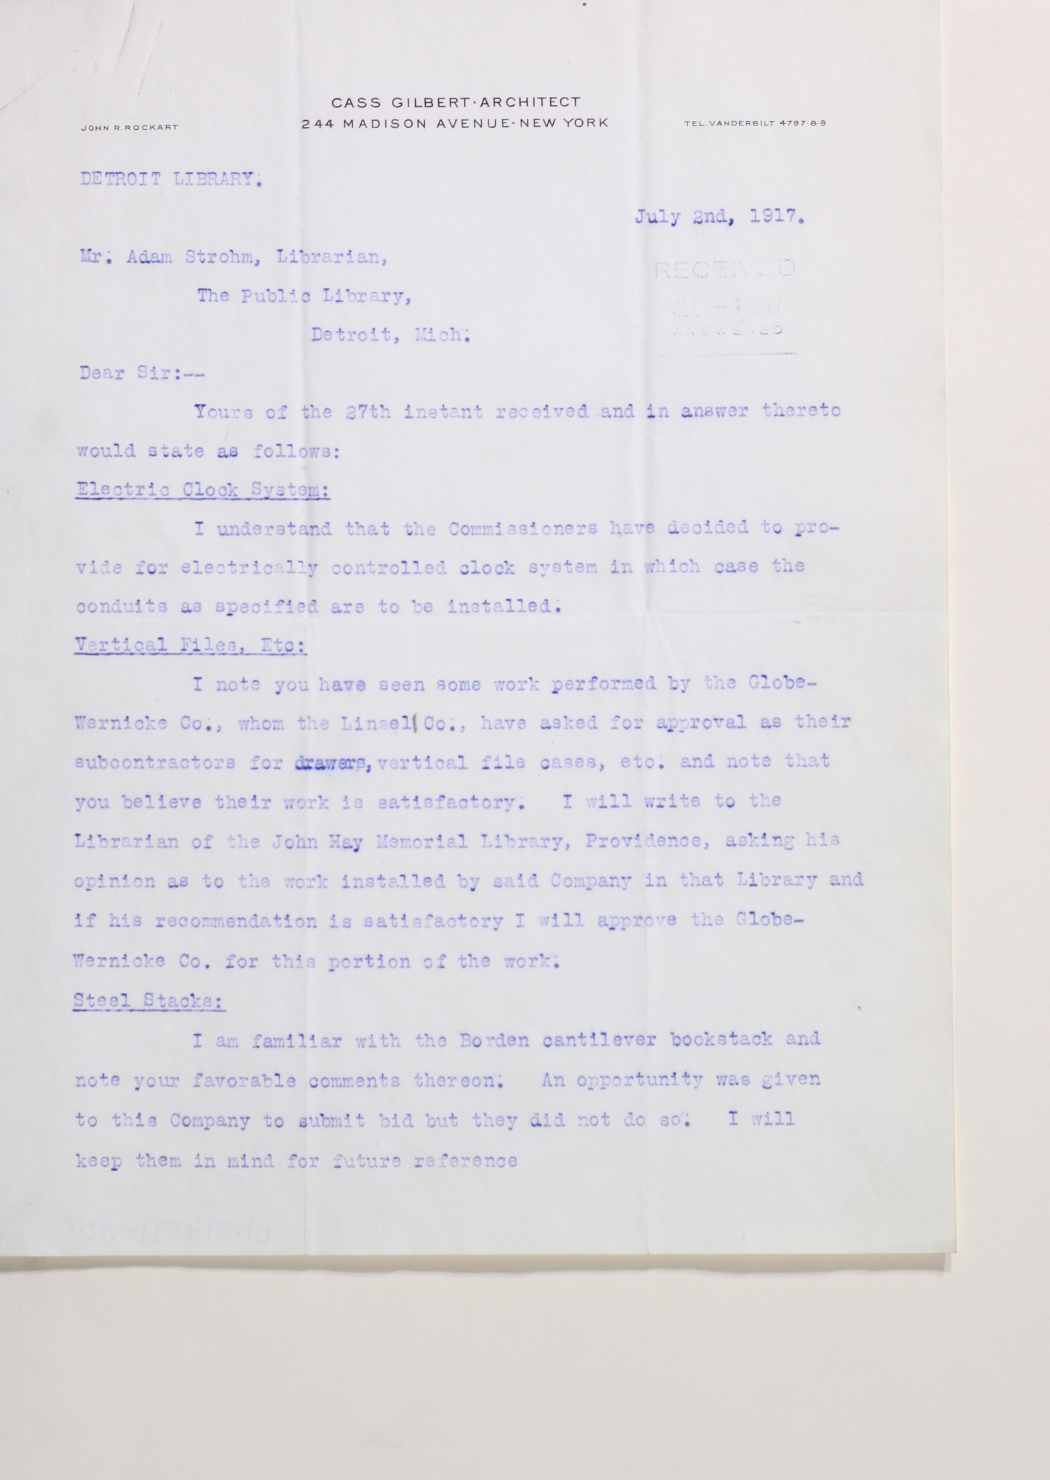 CASS GILBERT·ARCHITECT
JOHN R. ROCKART 244 MADISON AVENUE-NEW YORK TEL. VANDERBILT 4797-8-9
DETROIT LIBRARY.
July 2nd, 1917.
Mr. Adam Strohm, Librarian,
RECEIVED
The Public Library,
Detroit, Mich.
ANSWERED
Dear Sir:--
Yours of the 27th instant received and in answer thereto
would state as follows:
Electric Clock System:
I understand that the Commissioners have decided to pro-
vide for electrically controlled clock system in which case the
conduits as specified are to be installed.
Vertical Files, Etc:
I note you have seen some work performed by the Globe-
Wernicke Co., whom the Linsell Co., have asked for approval as their
subcontractors for drawers, vertical file cases, etc. and note that
you believe their work is satisfactory. I will write to the
Librarian of the John Hay Memorial Library, Providence, asking his
opinion as to the work installed by said Company in that Library and
if his recommendation is satisfactory I will approve the Globe-
Wernicke Co. for this portion of the work.
Steel Stacks:
I am familiar with the Borden cantilever bookstack and
note your favorable comments thereon. An opportunity was given
to this Company to submit bid but they did not do so. I will
keep them in mind for future reference